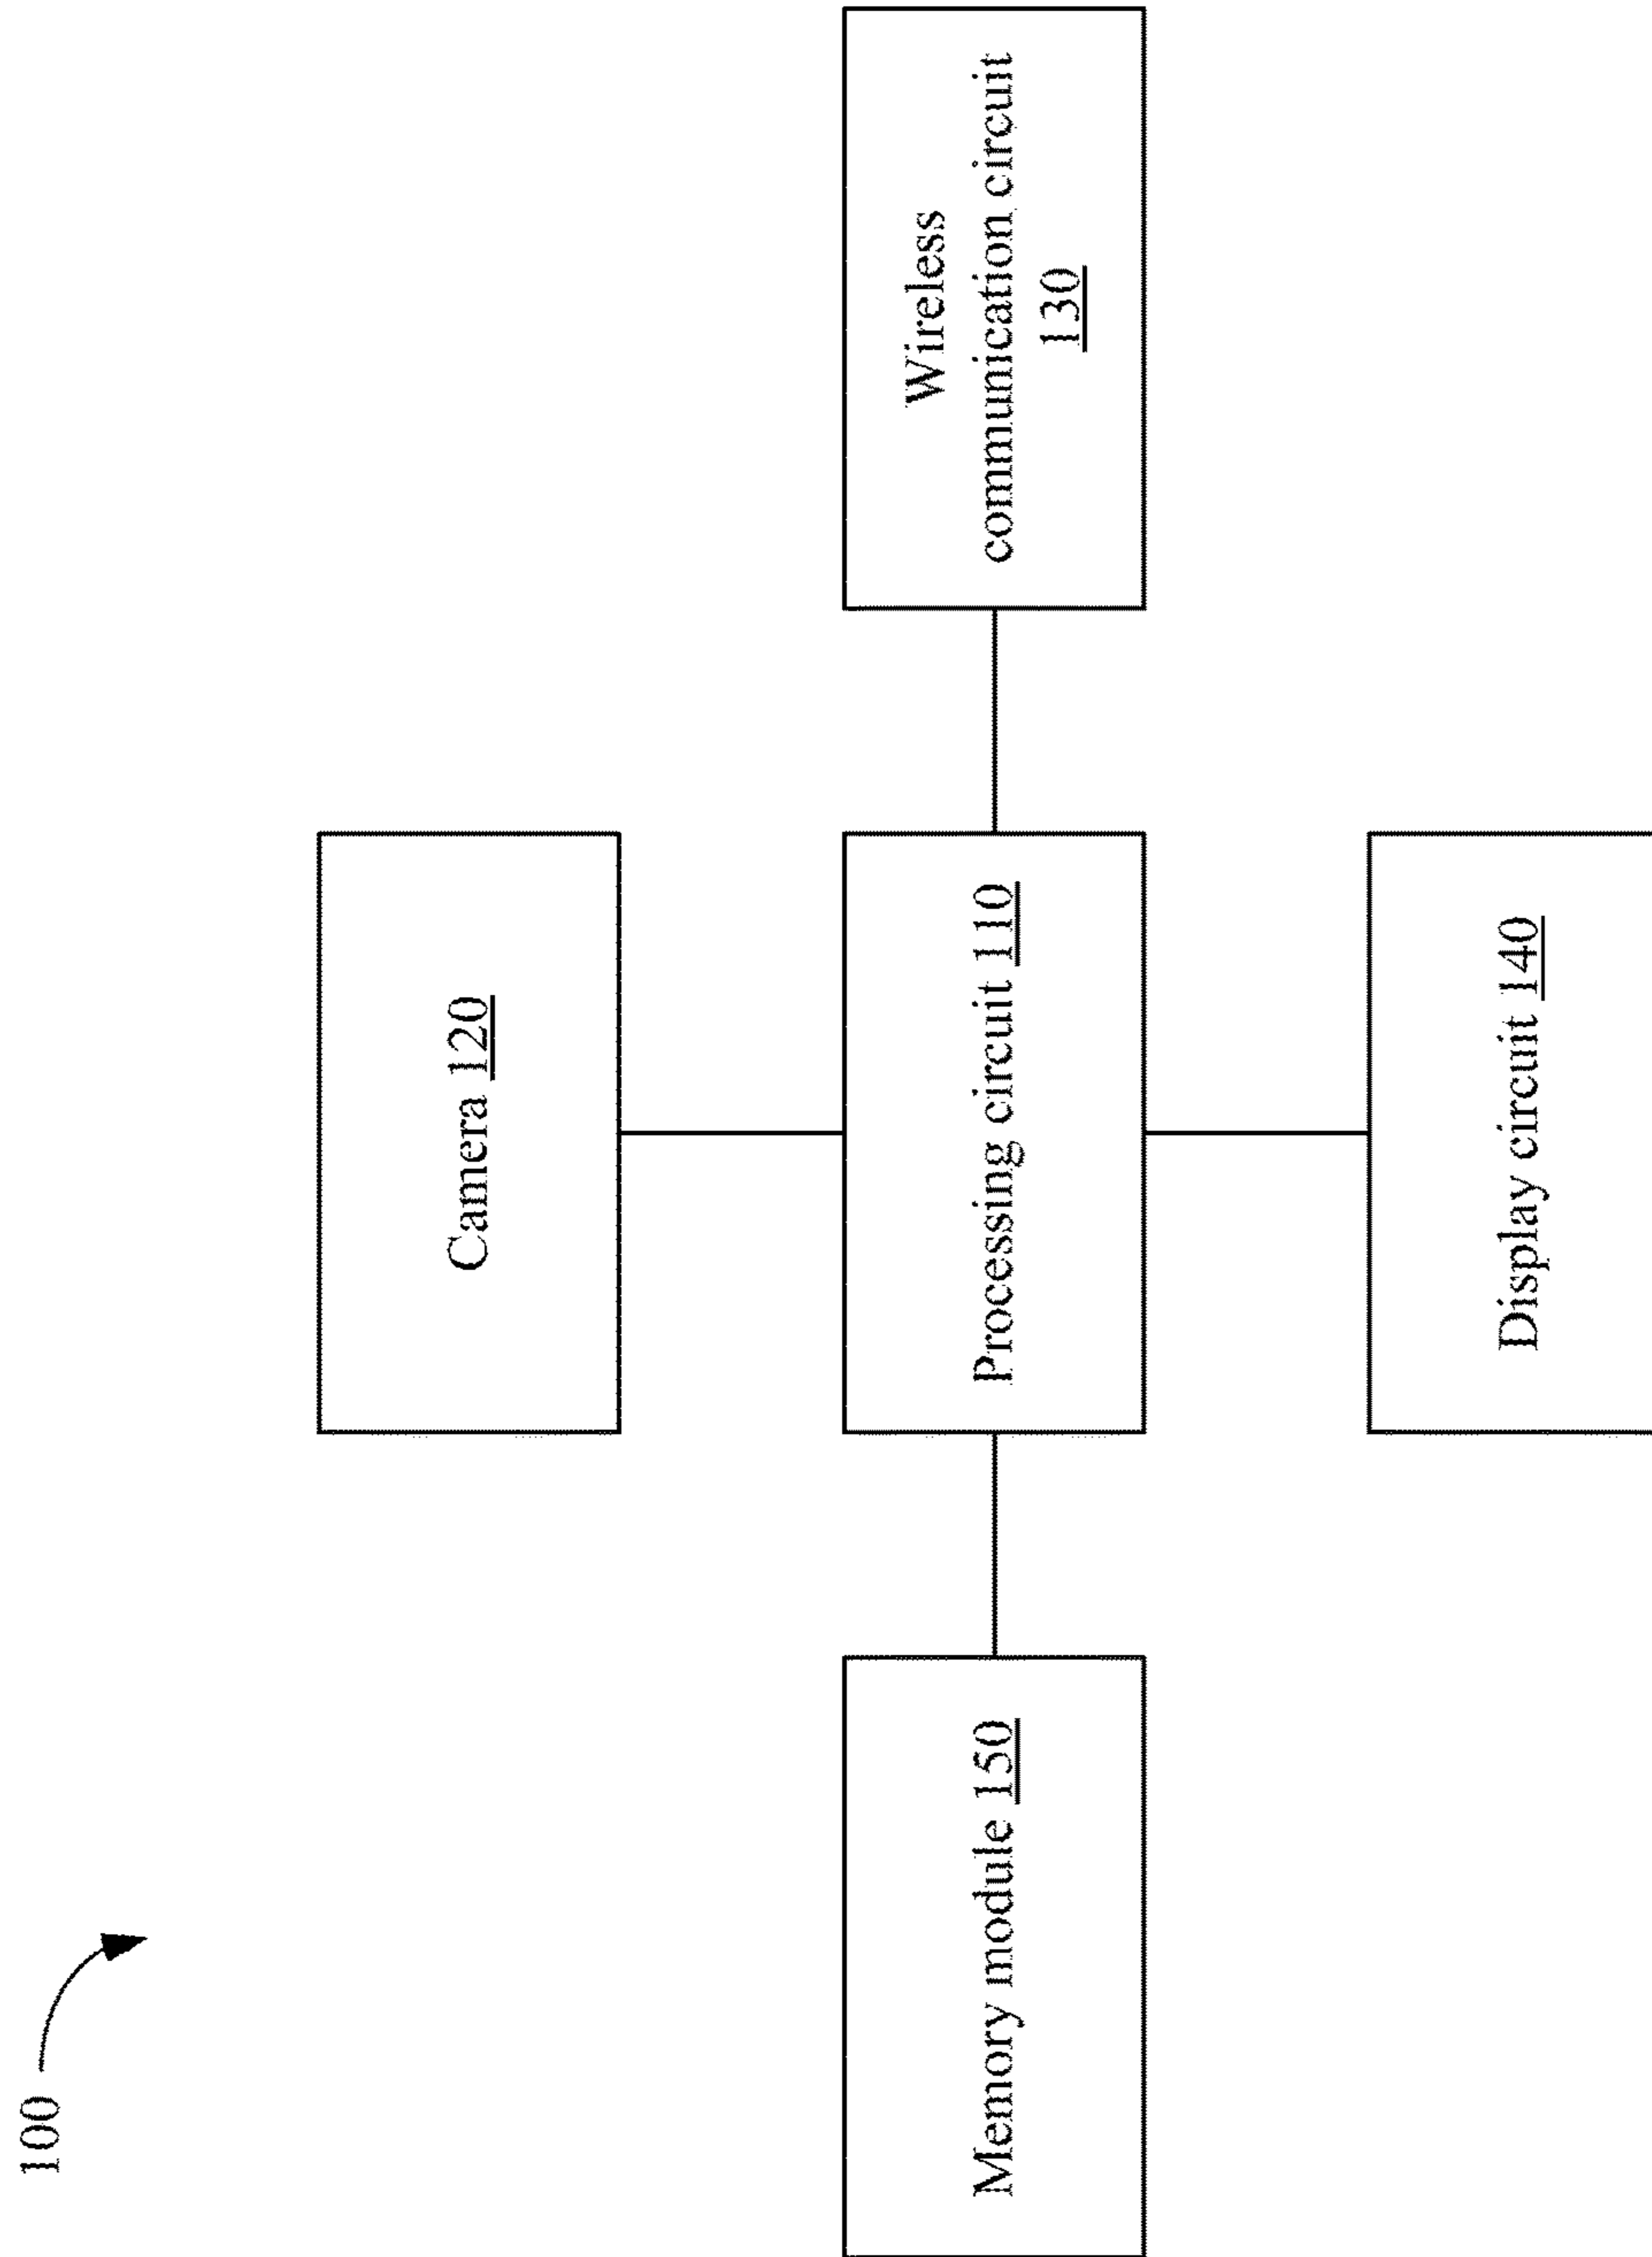 100
Camera 120
Memory module 150
Processing circuit 110
Wireless
communication circuit
130
Display circuit 140